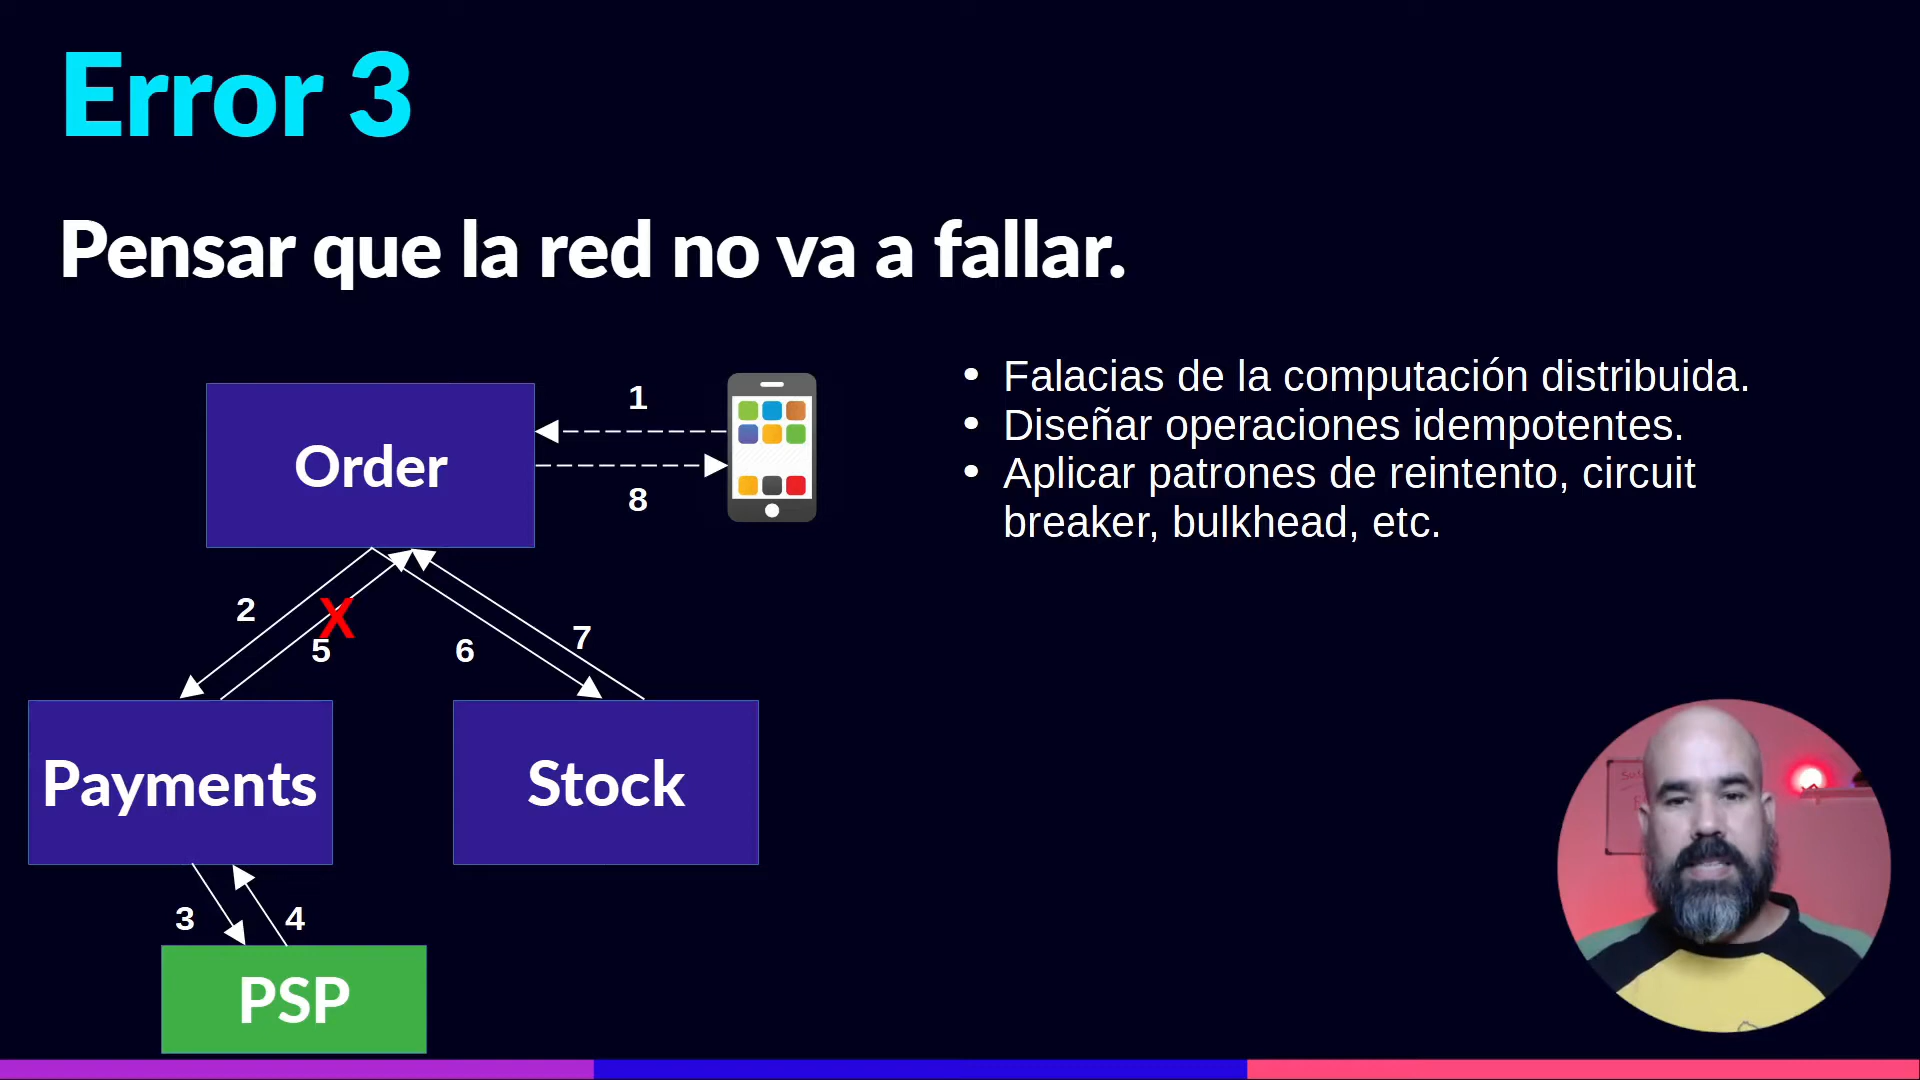 Error 3
Pensar que la red no va a fallar.
Order
1
8
2
X
5
6
7
Payments
Stock
3
4
PSP
• Falacias de la computación distribuida.
• Diseñar operaciones idempotentes.
• Aplicar patrones de reintento, circuit
breaker, bulkhead, etc.